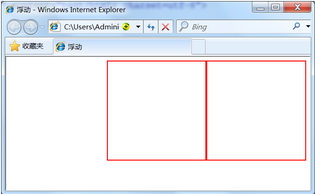 浮动 - Windows Internet Explorer
C:\Users\Admini
Bing
收藏夹
浮动